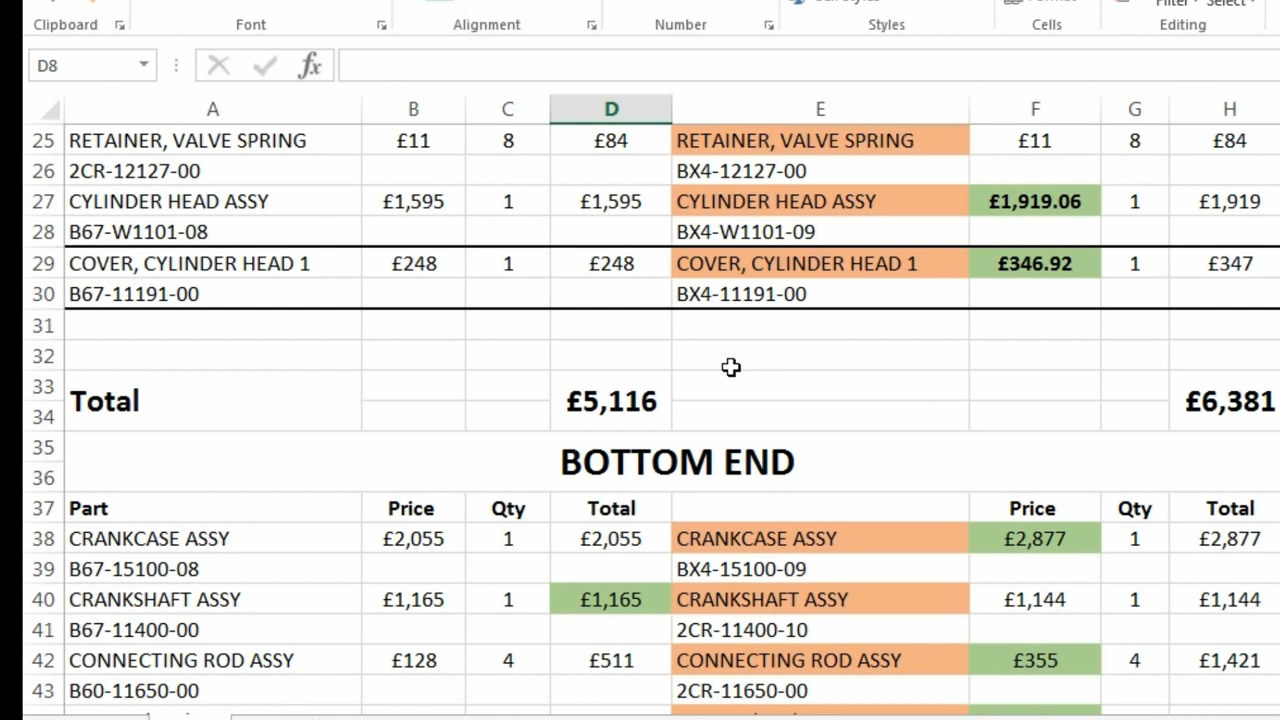 Clipboard Font Alignment Number Styles Cells Editing
D8 fx
A B C D E F G H
25 RETAINER, VALVE SPRING £11 8 £84 RETAINER, VALVE SPRING £11 8 £84
26 2CR-12127-00 BX4-12127-00
27 CYLINDER HEAD ASSY £1,595 1 £1,595 CYLINDER HEAD ASSY £1,919.06 1 £1,919
28 B67-W1101-08 BX4-W1101-09
29 COVER, CYLINDER HEAD 1 £248 1 £248 COVER, CYLINDER HEAD 1 £346.92 1 £347
30 B67-11191-00 BX4-11191-00
31
32
33
Total £5,116 £6,381
34
35
BOTTOM END
36
37 Part Price Qty Total Price Qty Total
38 CRANKCASE ASSY £2,055 1 £2,055 CRANKCASE ASSY £2,877 1 £2,877
39 B67-15100-08 BX4-15100-09
40 CRANKSHAFT ASSY £1,165 1 £1,165 CRANKSHAFT ASSY £1,144 1 £1,144
41 B67-11400-00 2CR-11400-10
42 CONNECTING ROD ASSY £128 4 £511 CONNECTING ROD ASSY £355 4 £1,421
43 B60-11650-00 2CR-11650-00